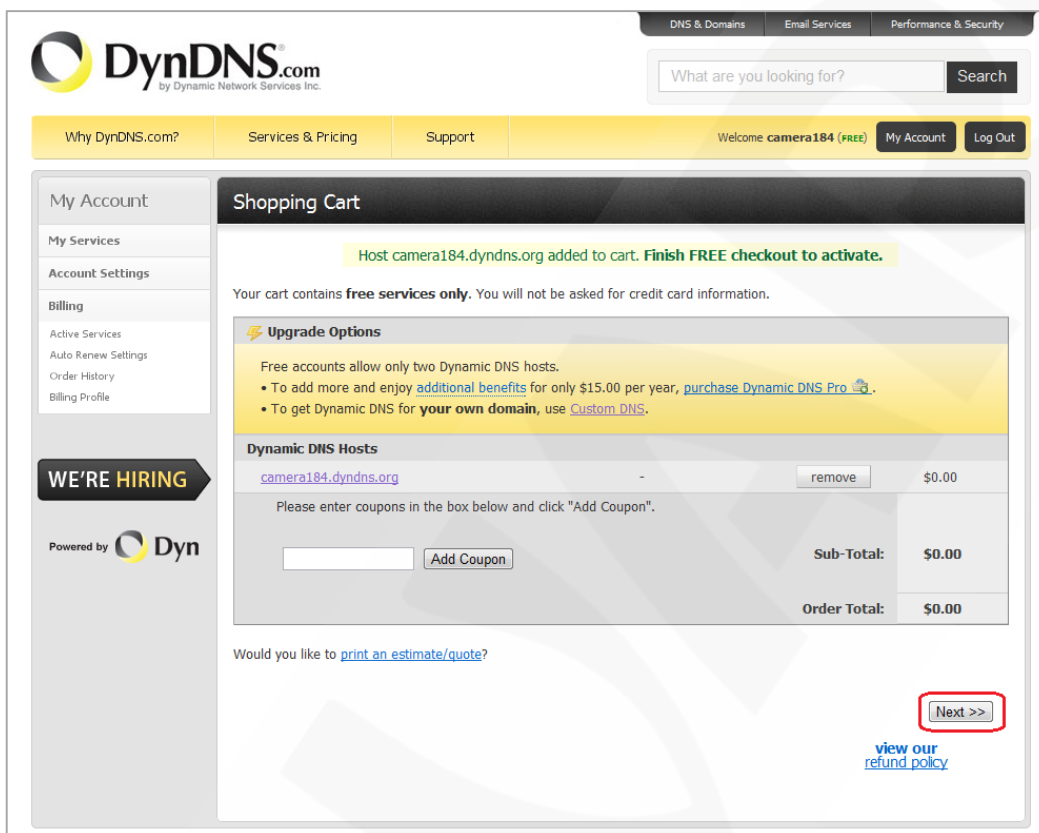 DNS & Domains Email Services Performance & Security
DynDNS.com
by Dynamic Network Services Inc.
What are you looking for? Search
Why DynDNS.com? Services & Pricing Support Welcome camera184 (FREE) My Account Log Out
My Account
My Services
Account Settings
Billing
Active Services
Auto Renew Settings
Order History
Billing Profile
WE'RE HIRING
Powered by Dyn
Shopping Cart
Host camera184.dyndns.org added to cart. Finish FREE checkout to activate.
Your cart contains free services only. You will not be asked for credit card information.
Upgrade Options
Free accounts allow only two Dynamic DNS hosts.
• To add more and enjoy additional benefits for only $15.00 per year, purchase Dynamic DNS Pro .
• To get Dynamic DNS for your own domain, use Custom DNS.
Dynamic DNS Hosts
camera184.dyndns.org - remove $0.00
Please enter coupons in the box below and click "Add Coupon".
Add Coupon Sub-Total: $0.00
Order Total: $0.00
Would you like to print an estimate/quote?
Next >>
view our
refund policy